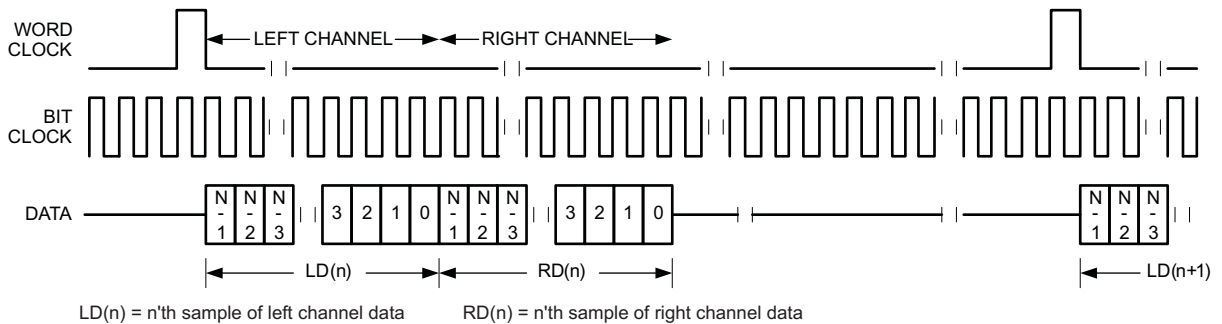 WORD
CLOCK
LEFT CHANNEL
RIGHT CHANNEL
BIT
CLOCK
DATA
N-1 N-2 N-3 3 2 1 0 N-1 N-2 N-3 3 2 1 0 N-1 N-2 N-3
LD(n) RD(n) LD(n+1)
LD(n) = n'th sample of left channel data RD(n) = n'th sample of right channel data